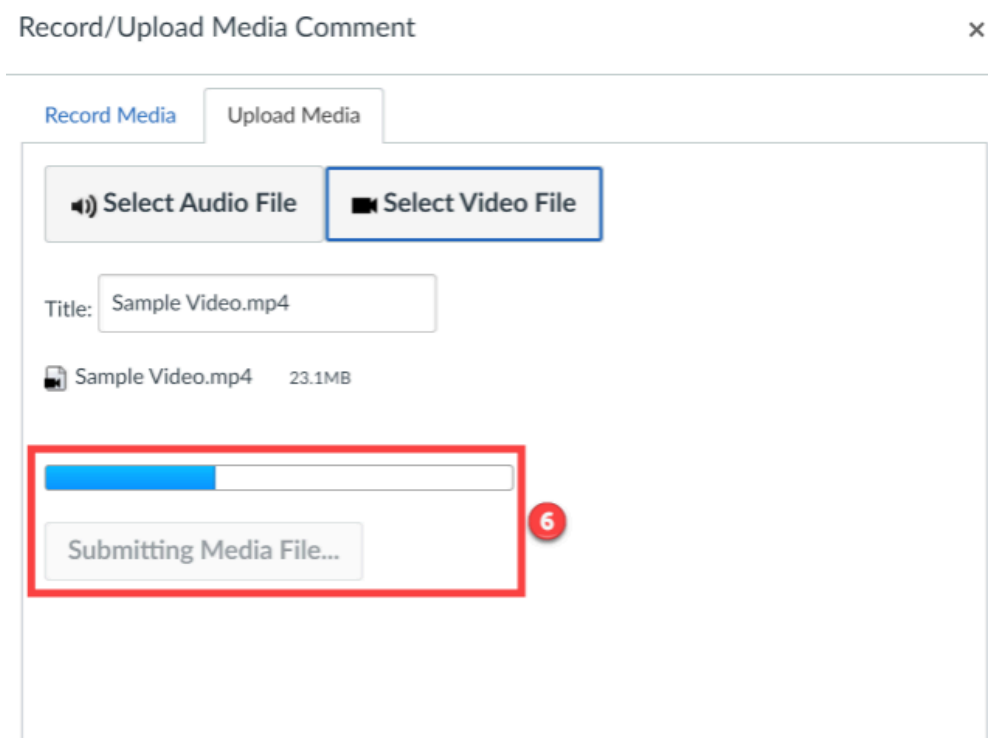 Record/Upload Media Comment
×
Record Media
Upload Media
Select Audio File
Select Video File
Title: Sample Video.mp4
Sample Video.mp4 23.1MB
6
Submitting Media File...